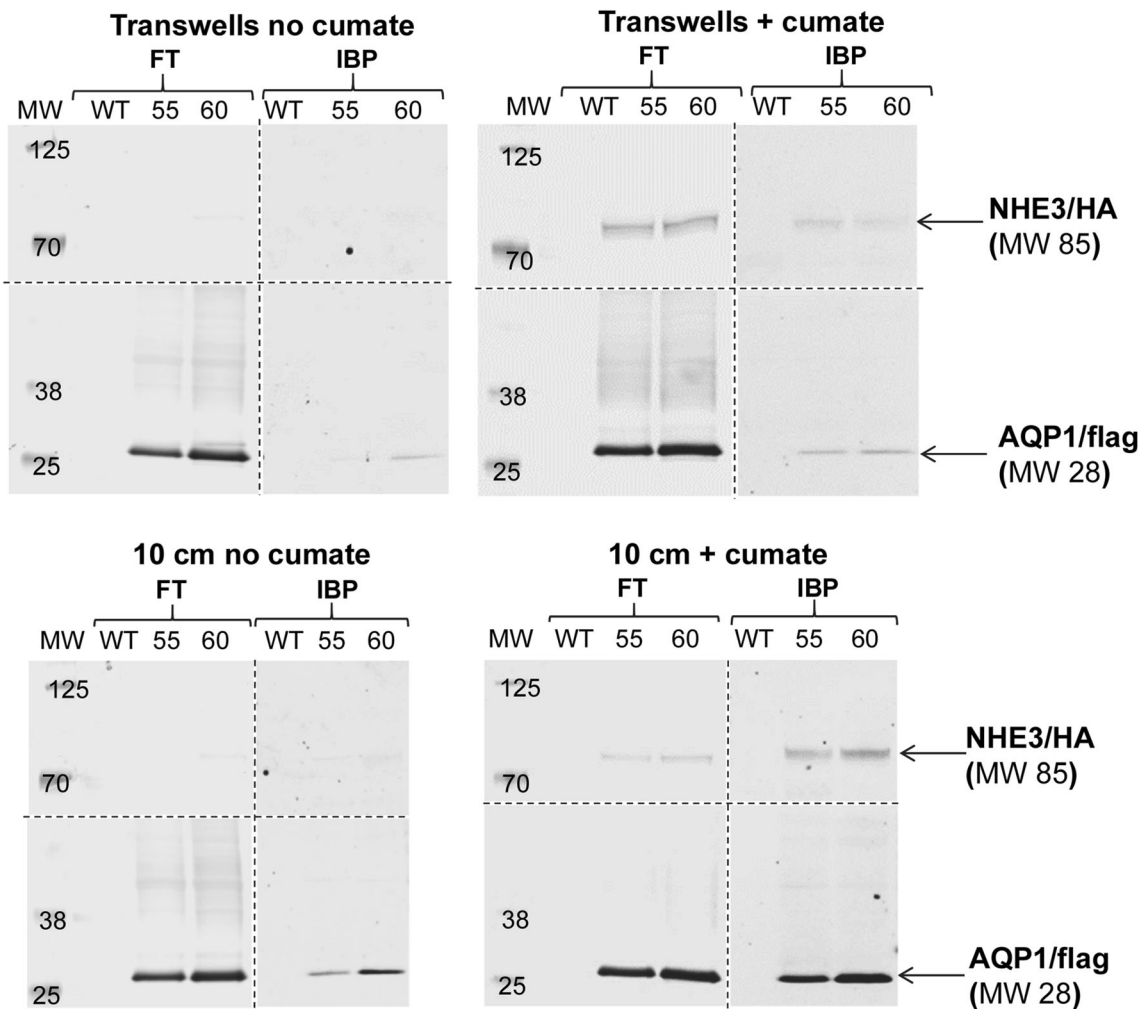 Transwells no cumate
FT IBP
MW WT 55 60 WT 55 60
125
70
38
25
Transwells + cumate
FT IBP
MW WT 55 60 WT 55 60
125
70
38
25
NHE3/HA
(MW 85)
AQP1/flag
(MW 28)
10 cm no cumate
FT IBP
MW WT 55 60 WT 55 60
125
70
38
25
10 cm + cumate
FT IBP
MW WT 55 60 WT 55 60
125
70
38
25
NHE3/HA
(MW 85)
AQP1/flag
(MW 28)